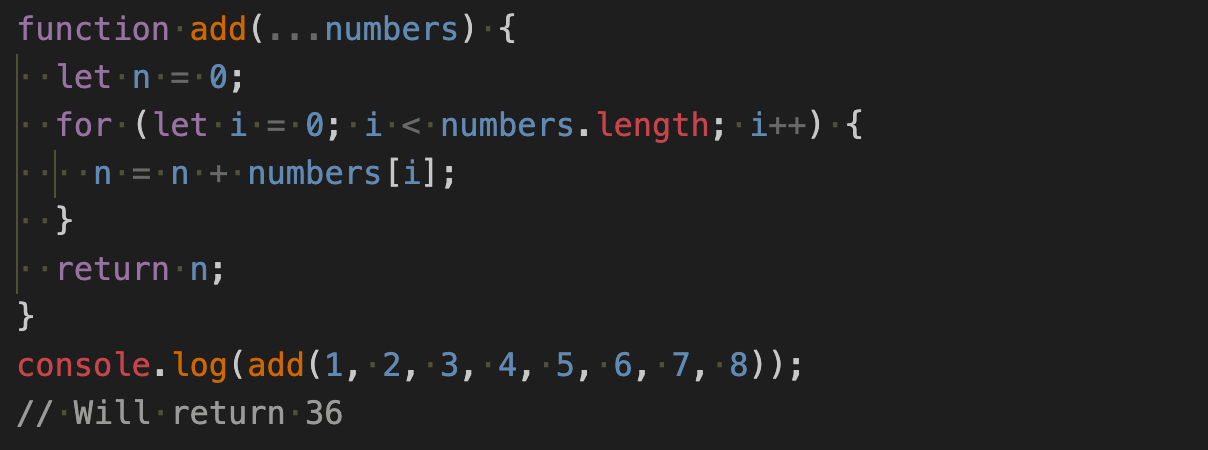 function add(...numbers) {
  let n = 0;
  for (let i = 0; i < numbers.length; i++) {
    n = n + numbers[i];
  }
  return n;
}
console.log(add(1, 2, 3, 4, 5, 6, 7, 8));
// Will return 36